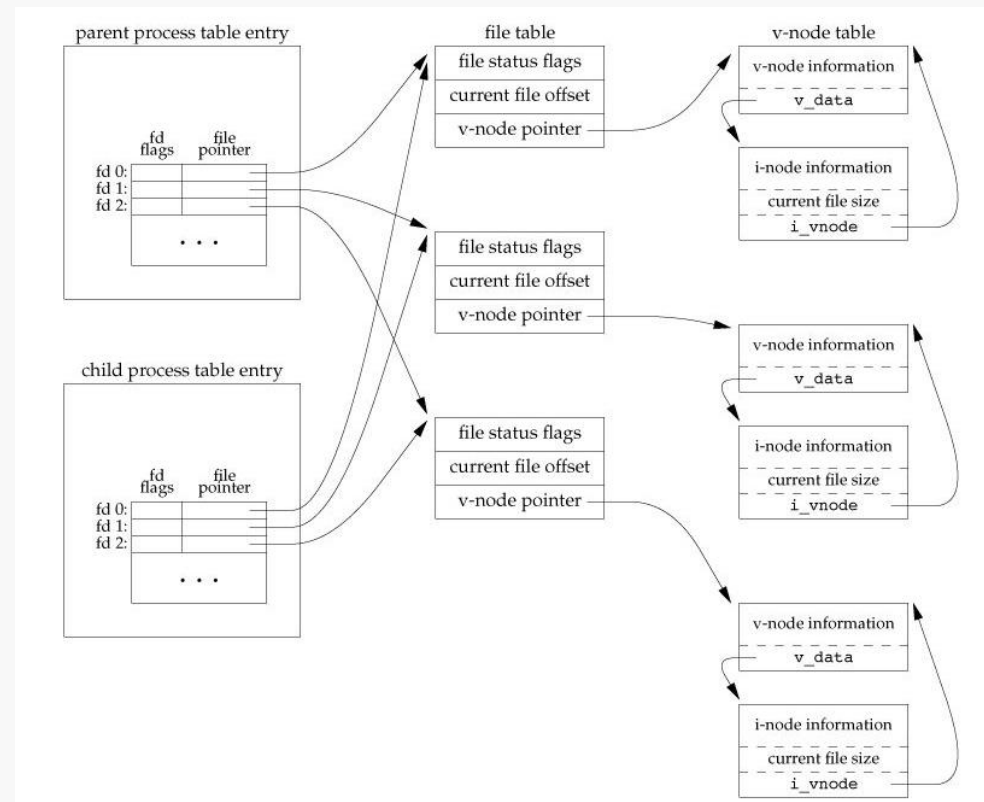 parent process table entry
fd
flags
file
pointer
fd 0:
fd 1:
fd 2:
. . .
child process table entry
fd
flags
file
pointer
fd 0:
fd 1:
fd 2:
. . .
file table
file status flags
current file offset
v-node pointer
file status flags
current file offset
v-node pointer
file status flags
current file offset
v-node pointer
v-node table
v-node information
v_data
i-node information
current file size
i_vnode
v-node information
v_data
i-node information
current file size
i_vnode
v-node information
v_data
i-node information
current file size
i_vnode